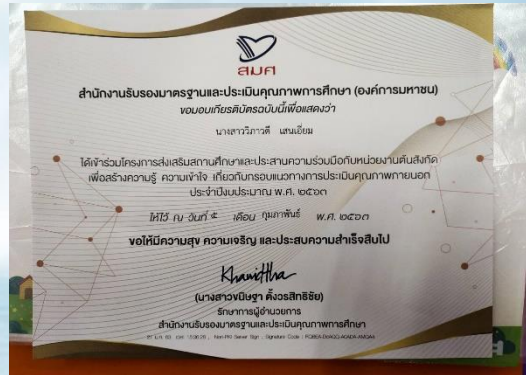 สมศ
สำนักงานรับรองมาตรฐานและประเมินคุณภาพการศึกษา (องค์การมหาชน)
ขอมอบเกียรติบัตรฉบับนี้เพื่อแสดงว่า
นางสาววิภาวดี เสนเอี่ยม
ได้เข้าร่วมโครงการส่งเสริมสถานศึกษาและประสานความร่วมมือกับหน่วยงานต้นสังกัด
เพื่อสร้างความรู้ ความเข้าใจ เกี่ยวกับกรอบแนวทางการประเมินคุณภาพภายนอก
ประจำปีงบประมาณ พ.ศ. ๒๕๖๓
ให้ไว้ ณ วันที่ ๕ เดือน กุมภาพันธ์ พ.ศ. ๒๕๖๓
ขอให้มีความสุข ความเจริญ และประสบความสำเร็จสืบไป
Khanittha
(นางสาวขนิษฐา ตั้งวรสิทธิชัย)
รักษาการผู้อำนวยการ
สำนักงานรับรองมาตรฐานและประเมินคุณภาพการศึกษา
Non-PKI Server Sign Signature Code :